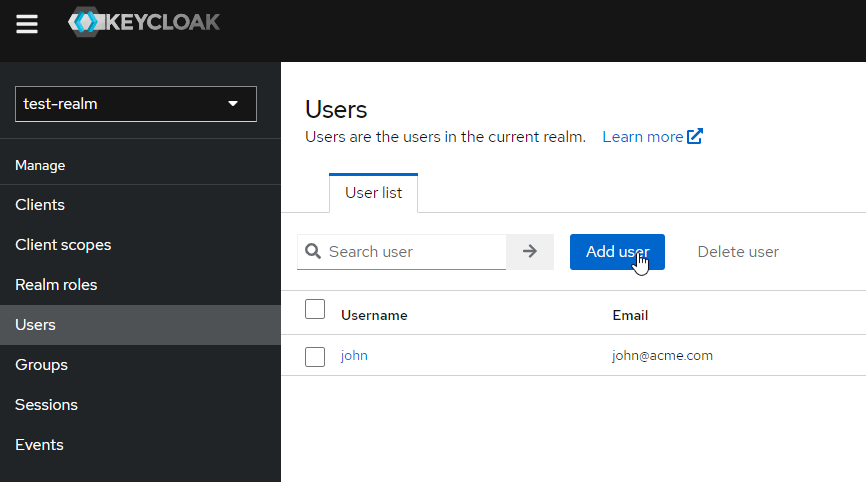 KEYCLOAK
test-realm
Manage
Clients
Client scopes
Realm roles
Users
Groups
Sessions
Events
Users
Users are the users in the current realm. Learn more
User list
Search user Add user Delete user
Username Email
john john@acme.com